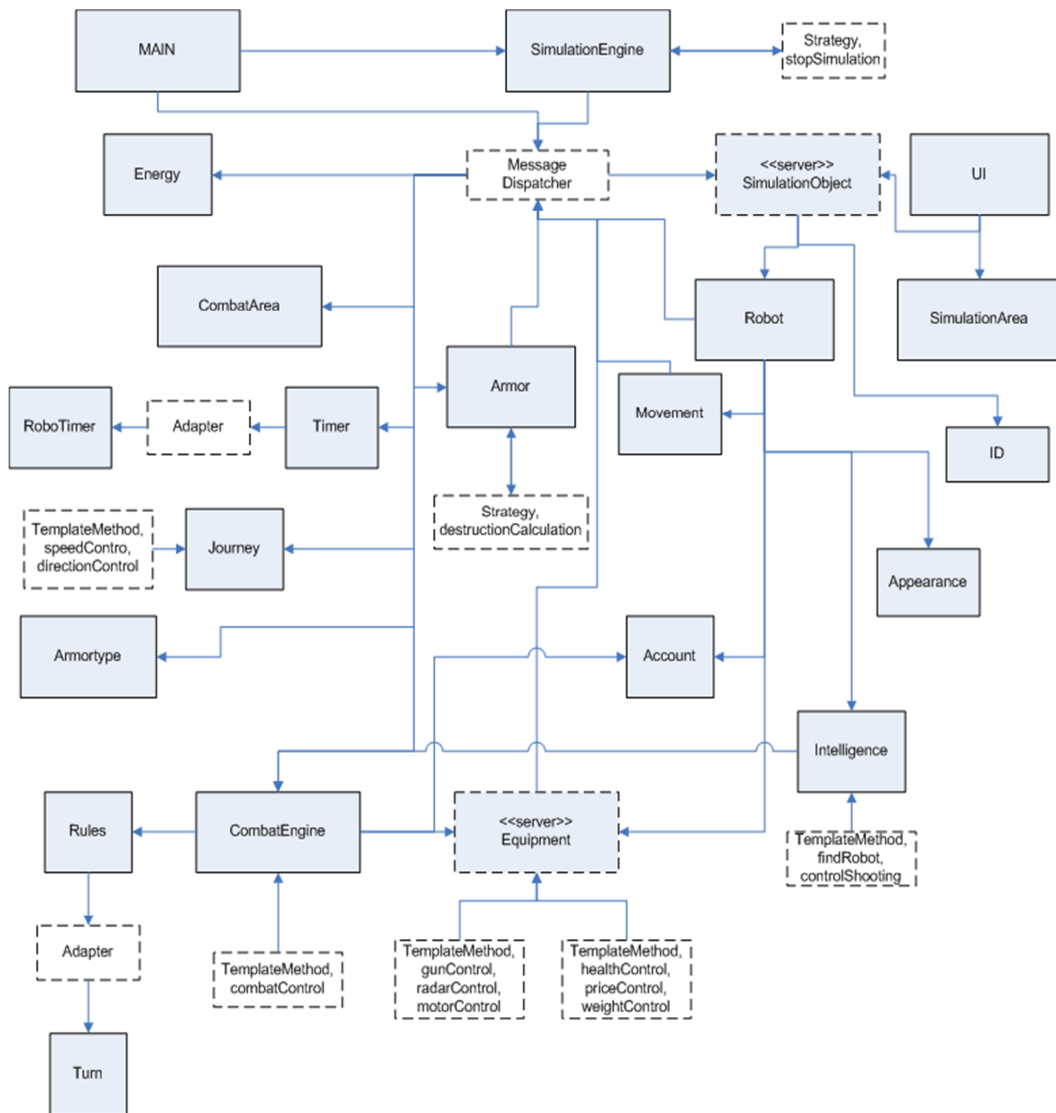 MAIN
SimulationEngine
Strategy,
stopSimulation
Energy
Message
Dispatcher
<<server>>
SimulationObject
UI
CombatArea
Robot
SimulationArea
Armor
Movement
RoboTimer
Adapter
Timer
ID
Strategy,
destructionCalculation
TemplateMethod,
speedContro,
directionControl
Journey
Appearance
Armortype
Account
Intelligence
Rules
CombatEngine
<<server>>
Equipment
TemplateMethod,
findRobot,
controlShooting
Adapter
TemplateMethod,
combatControl
TemplateMethod,
gunControl,
radarControl,
motorControl
TemplateMethod,
healthControl,
priceControl,
weightControl
Turn